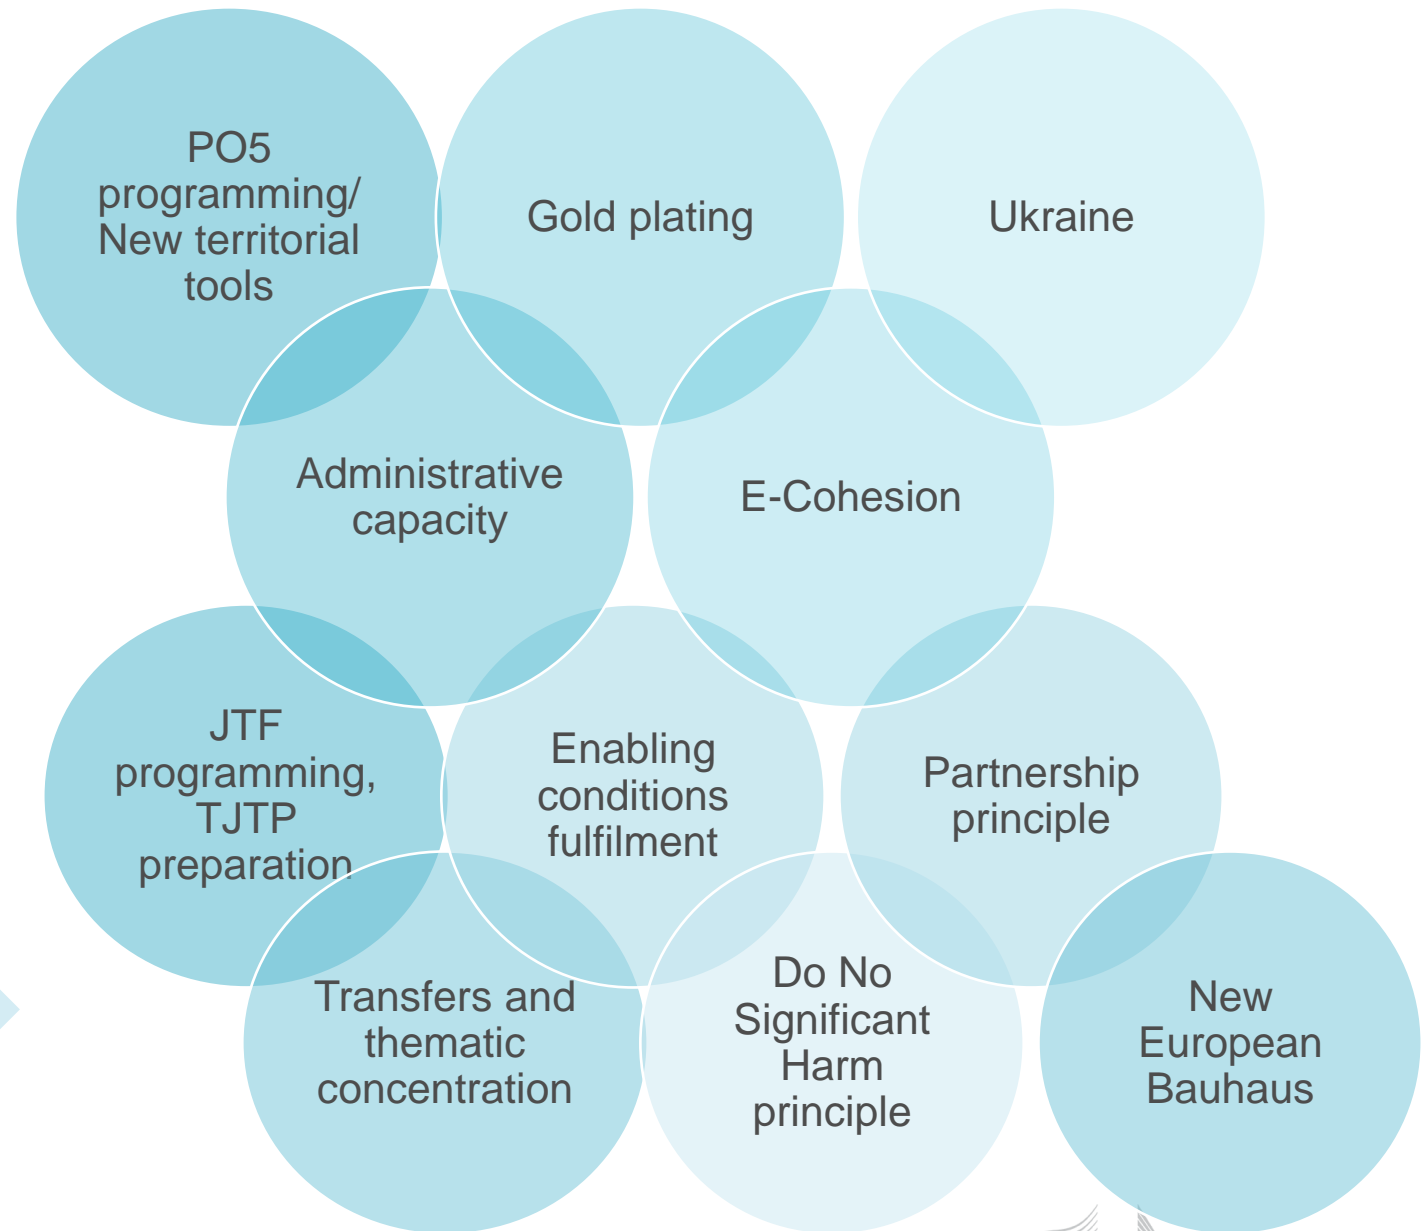 PO5
programming/
New territorial
tools
Gold plating
Ukraine
Administrative
capacity
E-Cohesion
JTF
programming,
TJTP
preparation
Enabling
conditions
fulfilment
Partnership
principle
Transfers and
thematic
concentration
Do No
Significant
Harm
principle
New
European
Bauhaus